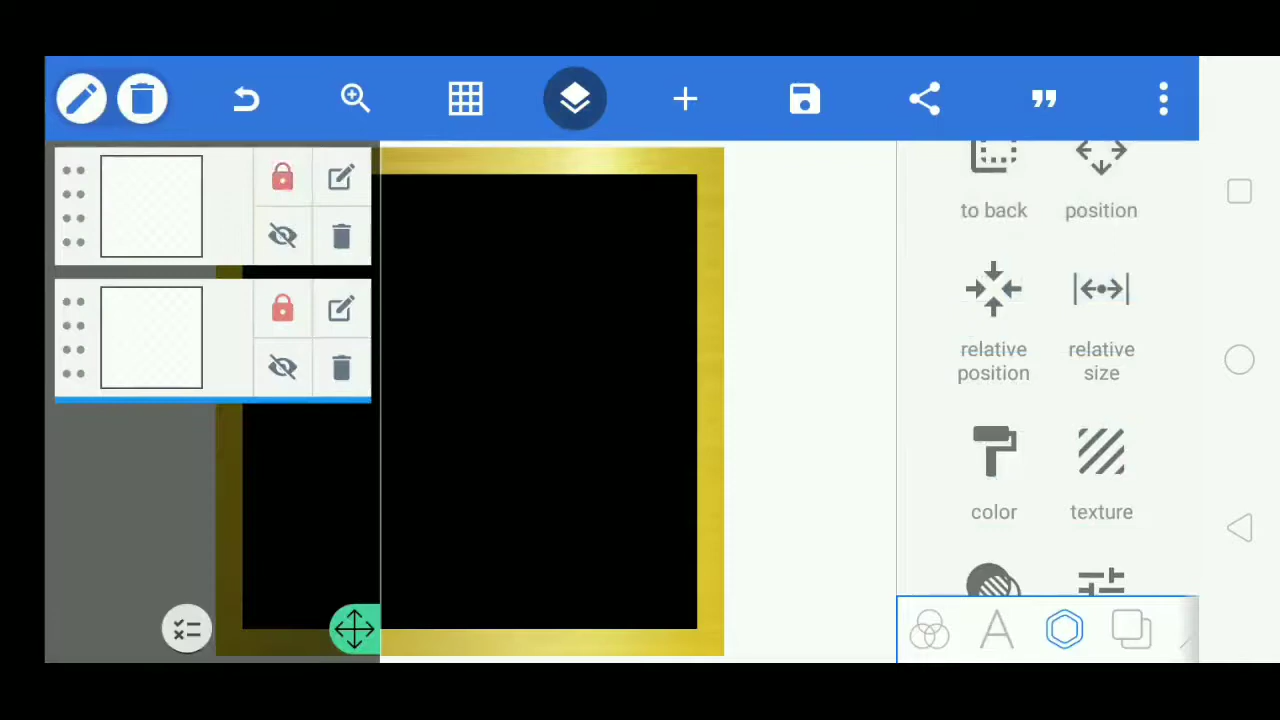 to back
position
relative
position
relative
size
color
texture